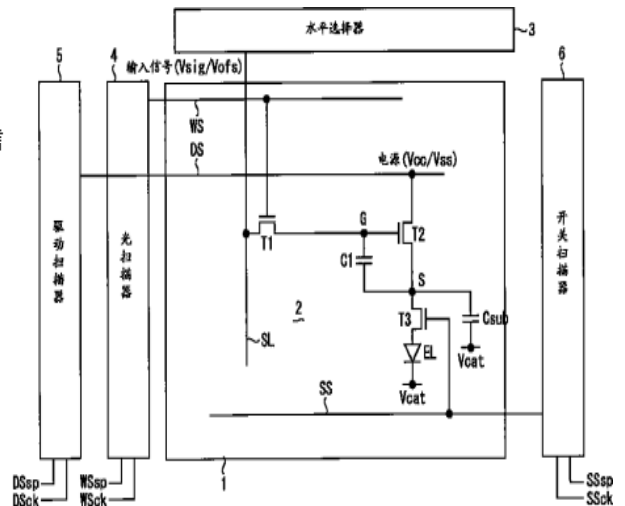 水平选择器
3
5
4
输入信号(Vsig/Vofs)
6
WS
DS
电源(Vcc/Vss)
驱动扫描器
光扫描器
T1
G
T2
C1
S
开关扫描器
2
T3
Csub
SL
EL
Vcat
Vcat
SS
1
DSsp
DSck
WSsp
WSck
SSsp
SSck